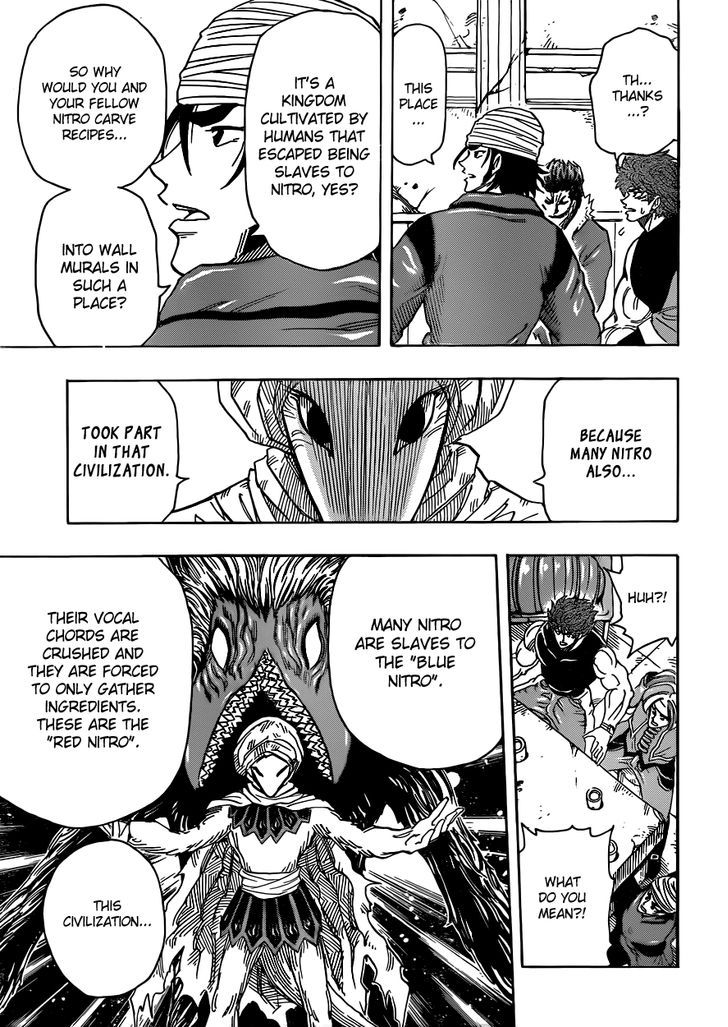 TH...
THANKS
...?
THIS
PLACE
...
IT'S A
KINGDOM
CULTIVATED BY
HUMANS THAT
ESCAPED BEING
SLAVES TO
NITRO, YES?
SO WHY
WOULD YOU AND
YOUR FELLOW
NITRO CARVE
RECIPES...
INTO WALL
MURALS IN
SUCH A
PLACE?
BECAUSE
MANY NITRO
ALSO...
TOOK PART
IN THAT
CIVILIZATION.
HUH?!
WHAT
DO YOU
MEAN?!
MANY NITRO
ARE SLAVES TO
THE "BLUE
NITRO".
THEIR VOCAL
CHORDS ARE
CRUSHED AND
THEY ARE FORCED
TO ONLY GATHER
INGREDIENTS.
THESE ARE THE
"RED NITRO".
THIS
CIVILIZATION...